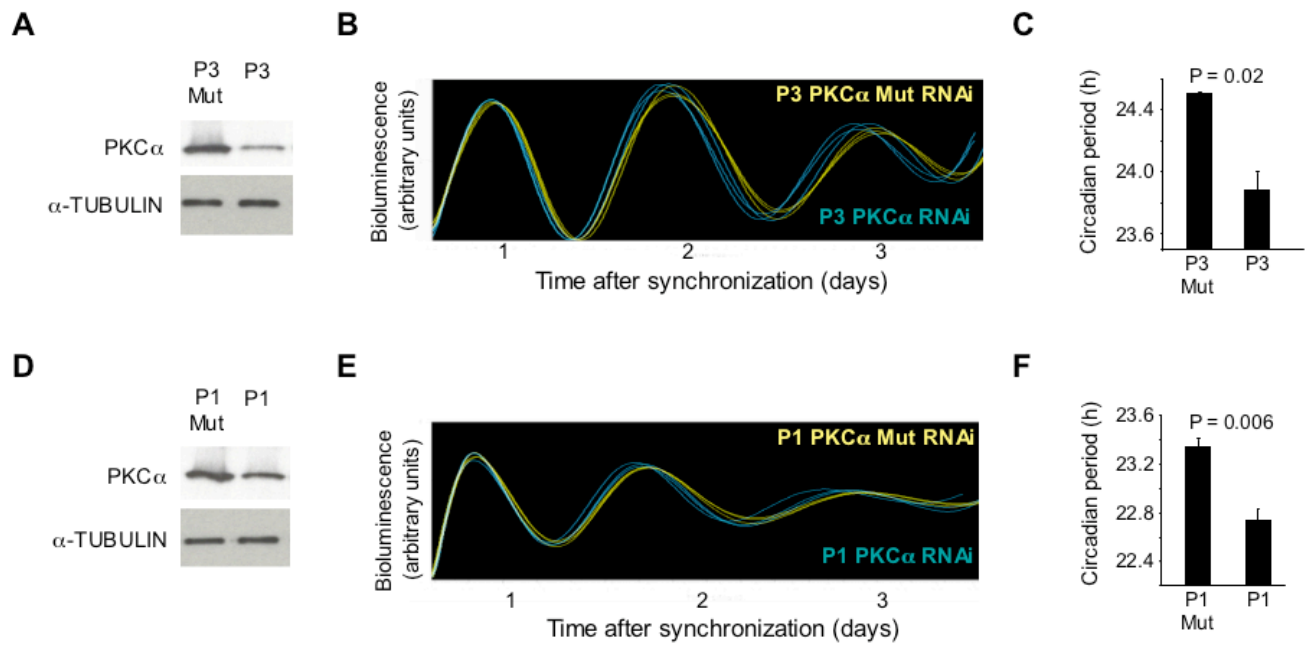 A
P3 P3
Mut
PKCα
α-TUBULIN
B
Bioluminescence
(arbitrary units)
P3 PKCα Mut RNAi
P3 PKCα RNAi
1 2 3
Time after synchronization (days)
C
Circadian period (h)
P = 0.02
24.4
24.0
23.6
P3 P3
Mut
D
P1 P1
Mut
PKCα
α-TUBULIN
E
Bioluminescence
(arbitrary units)
P1 PKCα Mut RNAi
P1 PKCα RNAi
1 2 3
Time after synchronization (days)
F
Circadian period (h)
23.6
P = 0.006
23.2
22.8
22.4
P1 P1
Mut